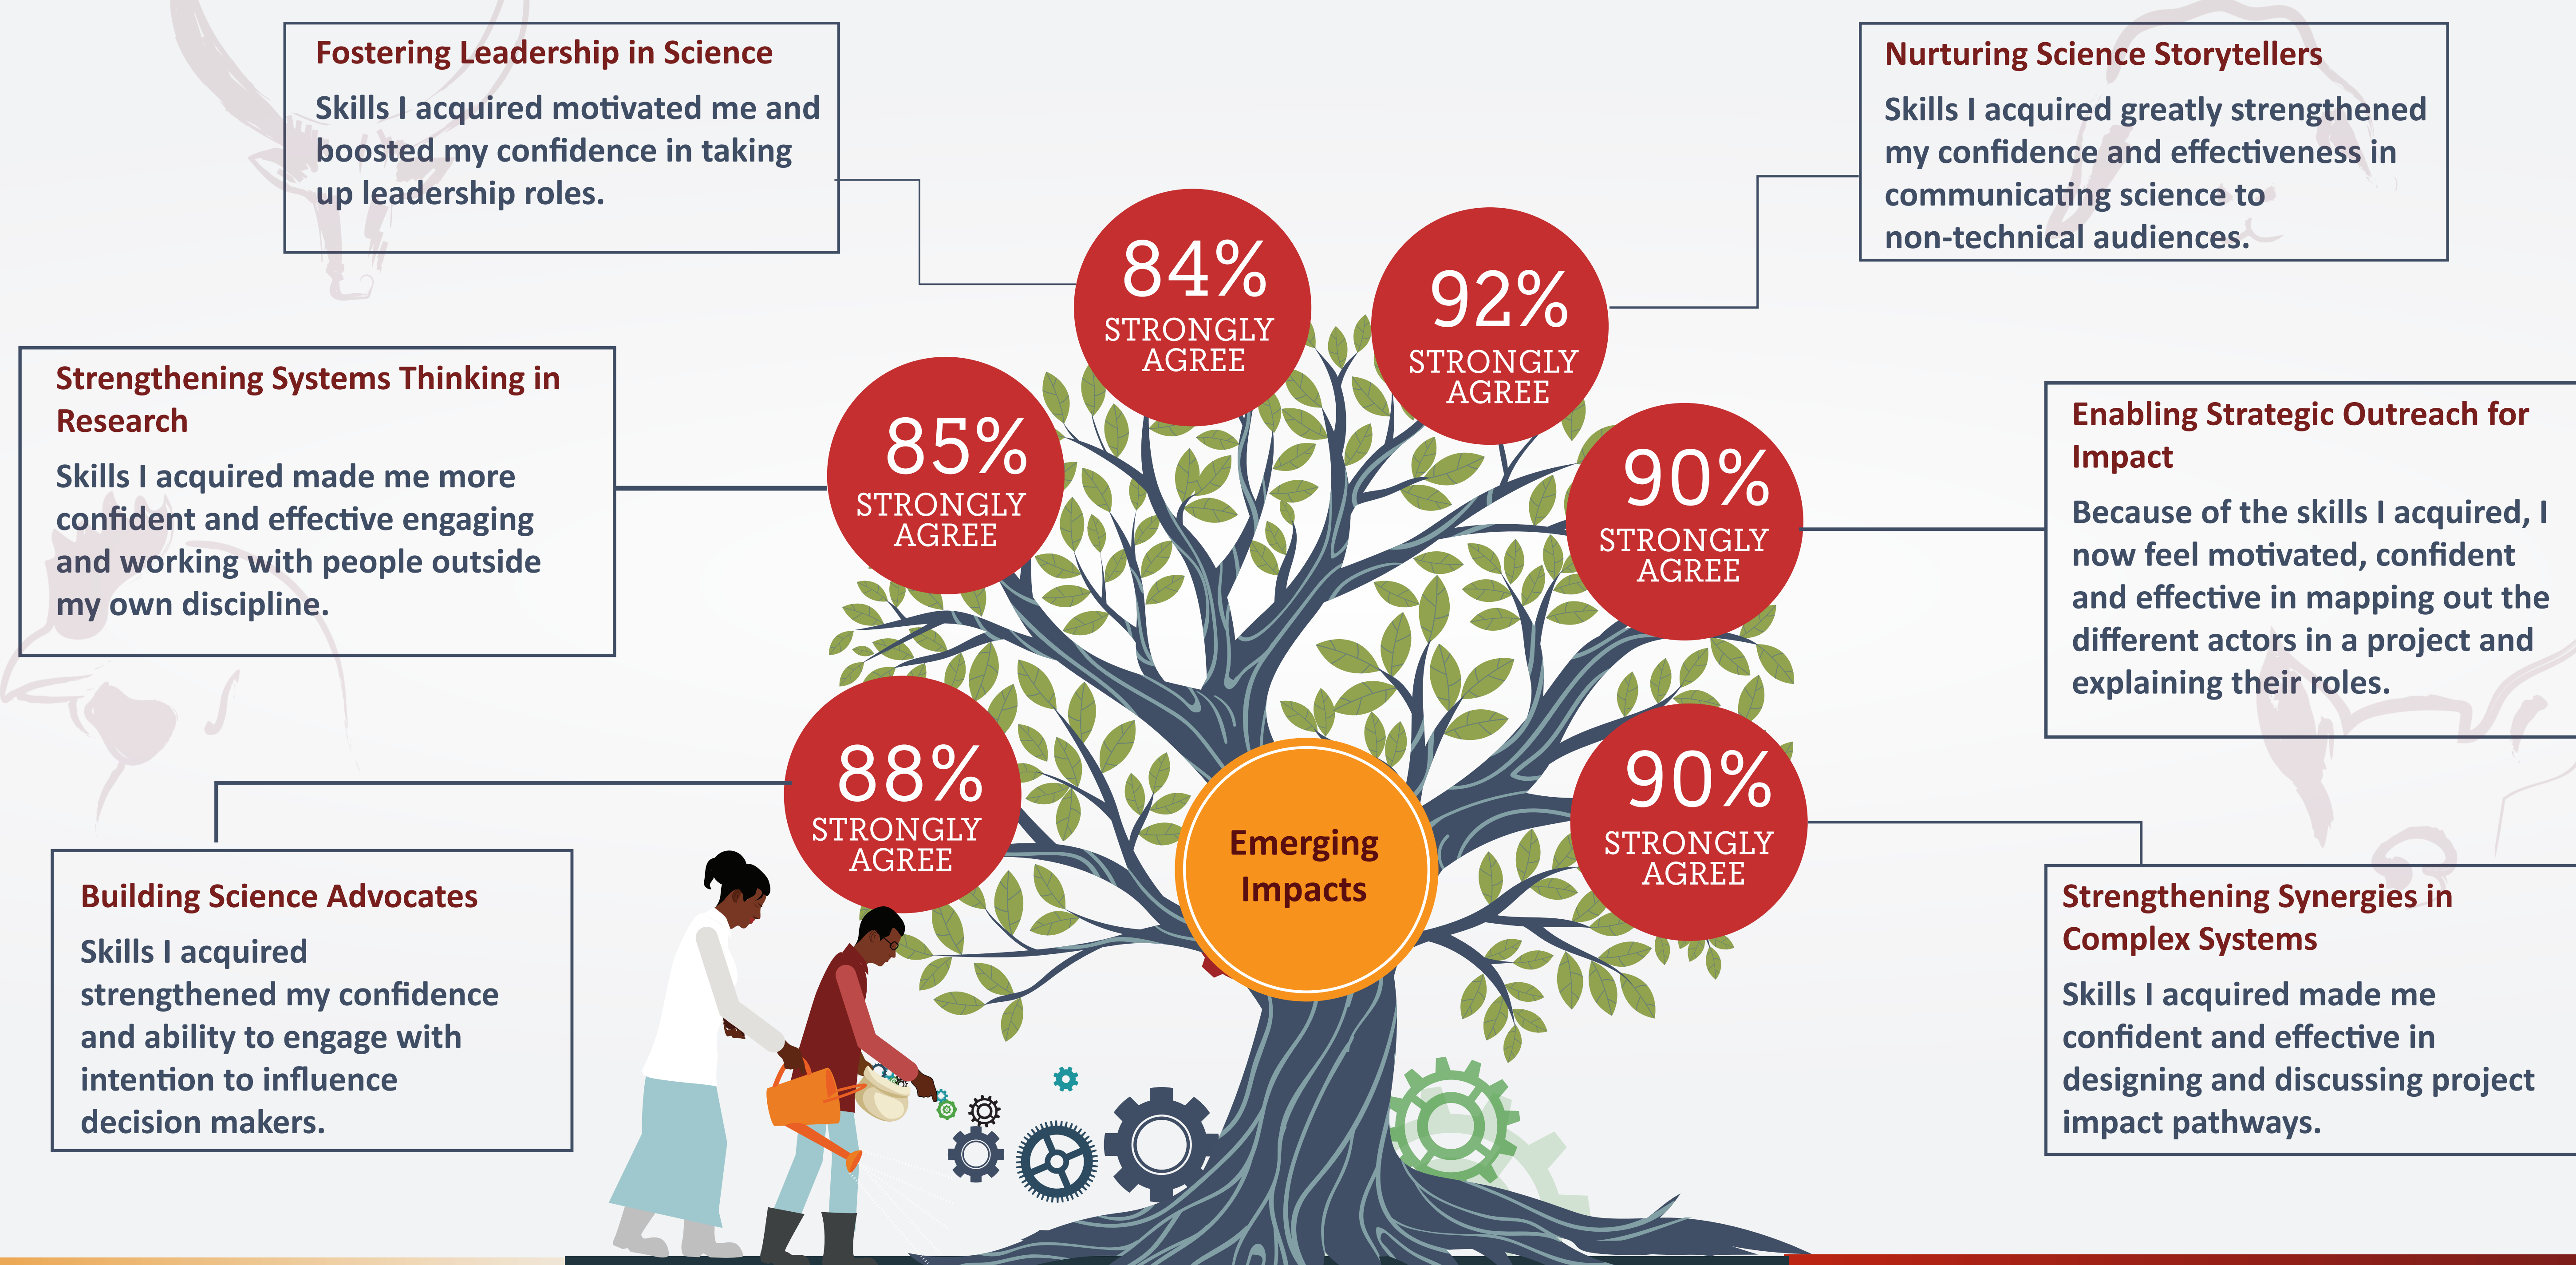 Fostering Leadership in Science
Skills I acquired motivated me and
boosted my confidence in taking
up leadership roles.
84%
STRONGLY
AGREE
Nurturing Science Storytellers
Skills I acquired greatly strengthened
my confidence and effectiveness in
communicating science to
non-technical audiences.
92%
STRONGLY
AGREE
Strengthening Systems Thinking in
Research
Skills I acquired made me more
confident and effective engaging
and working with people outside
my own discipline.
85%
STRONGLY
AGREE
Enabling Strategic Outreach for
Impact
Because of the skills I acquired, I
now feel motivated, confident
and effective in mapping out the
different actors in a project and
explaining their roles.
90%
STRONGLY
AGREE
Building Science Advocates
Skills I acquired
strengthened my confidence
and ability to engage with
intention to influence
decision makers.
88%
STRONGLY
AGREE
Emerging
Impacts
90%
STRONGLY
AGREE
Strengthening Synergies in
Complex Systems
Skills I acquired made me
confident and effective in
designing and discussing project
impact pathways.